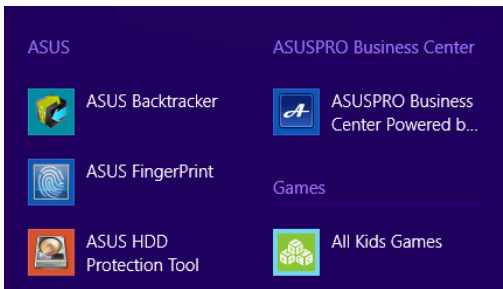 ASUS
ASUS Backtracker
ASUS FingerPrint
ASUS HDD
Protection Tool
ASUSPRO Business Center
ASUSPRO Business
Center Powered b...
Games
All Kids Games